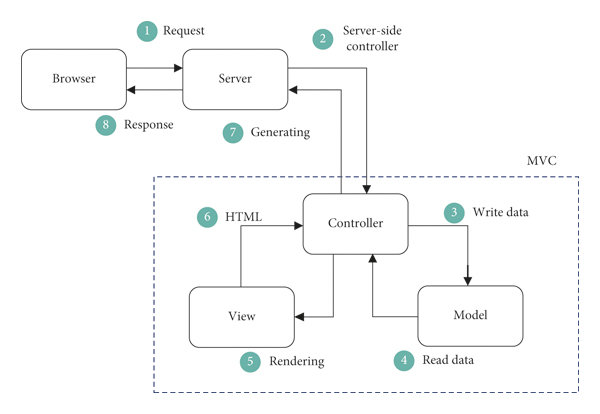 1 Request
2 Server-side
controller
Browser
Server
8 Response
7 Generating
MVC
6 HTML
Controller
3 Write data
View
Model
5 Rendering
4 Read data